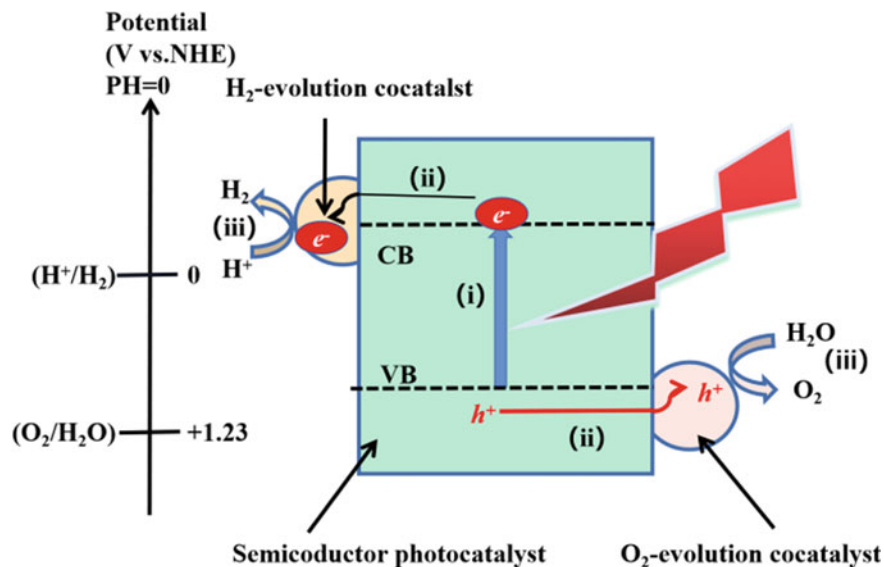 Potential
(V vs.NHE)
PH=0
H₂-evolution cocatalst
H₂
(iii)
H⁺
(ii)
e⁻
e⁻
CB
(i)
(H⁺/H₂)
0
VB
h⁺
(ii)
h⁺
H₂O
(iii)
O₂
(O₂/H₂O)
+1.23
Semicoductor photocatalyst
O₂-evolution cocatalyst